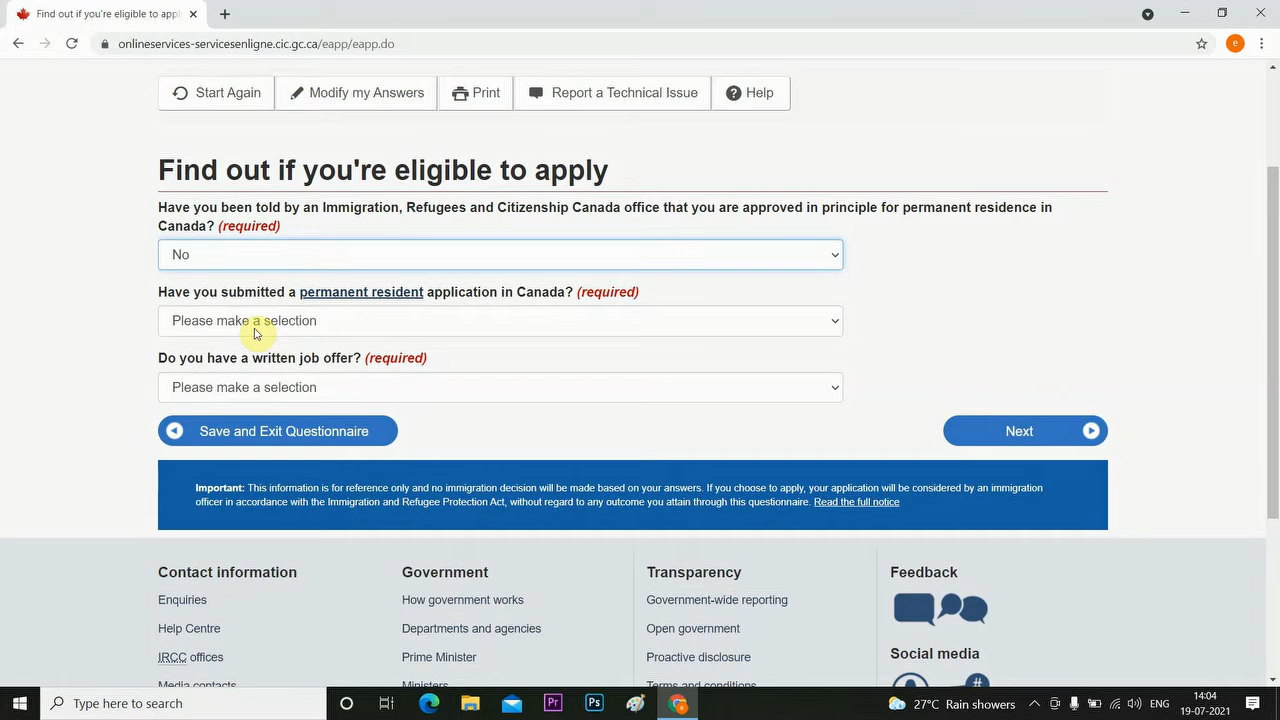 Find out if you're eligible to appl
onlineservices-servicesenligne.cic.gc.ca/eapp/eapp.do
e
Start Again
Modify my Answers
Print
Report a Technical Issue
Help
Find out if you're eligible to apply
Have you been told by an Immigration, Refugees and Citizenship Canada office that you are approved in principle for permanent residence in
Canada? (required)
No
Have you submitted a permanent resident application in Canada? (required)
Please make a selection
Do you have a written job offer? (required)
Please make a selection
Save and Exit Questionnaire
Next
Important: This information is for reference only and no immigration decision will be made based on your answers. If you choose to apply, your application will be considered by an immigration
officer in accordance with the Immigration and Refugee Protection Act, without regard to any outcome you attain through this questionnaire. Read the full notice
Contact information
Government
Transparency
Feedback
Enquiries
How government works
Government-wide reporting
Help Centre
Departments and agencies
Open government
IRCC offices
Prime Minister
Proactive disclosure
Social media
Media contacts
Ministers
Terms and conditions
#
Type here to search
Pr
Ps
27°C Rain showers
ENG
14:04
19-07-2021